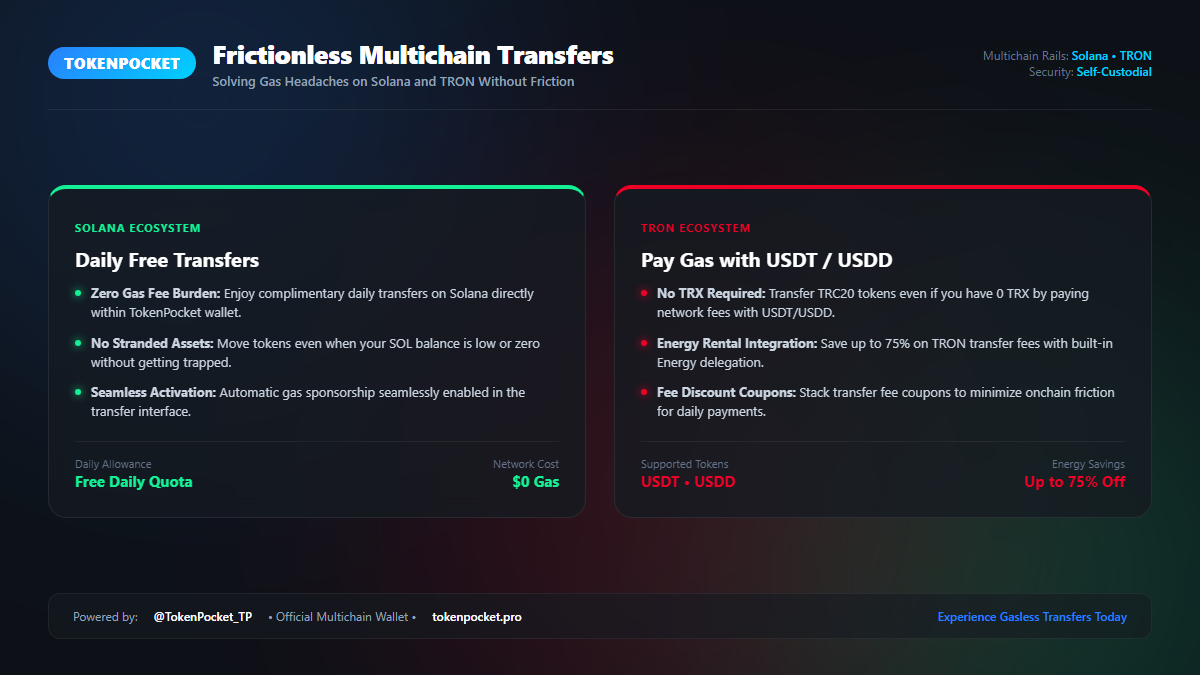 TOKENPOCKET
Frictionless Multichain Transfers
Solving Gas Headaches on Solana and TRON Without Friction
Multichain Rails: Solana • TRON
Security: Self-Custodial
SOLANA ECOSYSTEM
Daily Free Transfers
Zero Gas Fee Burden: Enjoy complimentary daily transfers on Solana directly
within TokenPocket wallet.
No Stranded Assets: Move tokens even when your SOL balance is low or zero
without getting trapped.
Seamless Activation: Automatic gas sponsorship seamlessly enabled in the
transfer interface.
Daily Allowance
Free Daily Quota
Network Cost
$0 Gas
TRON ECOSYSTEM
Pay Gas with USDT / USDD
No TRX Required: Transfer TRC20 tokens even if you have 0 TRX by paying
network fees with USDT/USDD.
Energy Rental Integration: Save up to 75% on TRON transfer fees with built-in
Energy delegation.
Fee Discount Coupons: Stack transfer fee coupons to minimize onchain friction
for daily payments.
Supported Tokens
USDT • USDD
Energy Savings
Up to 75% Off
Powered by: @TokenPocket_TP • Official Multichain Wallet • tokenpocket.pro
Experience Gasless Transfers Today